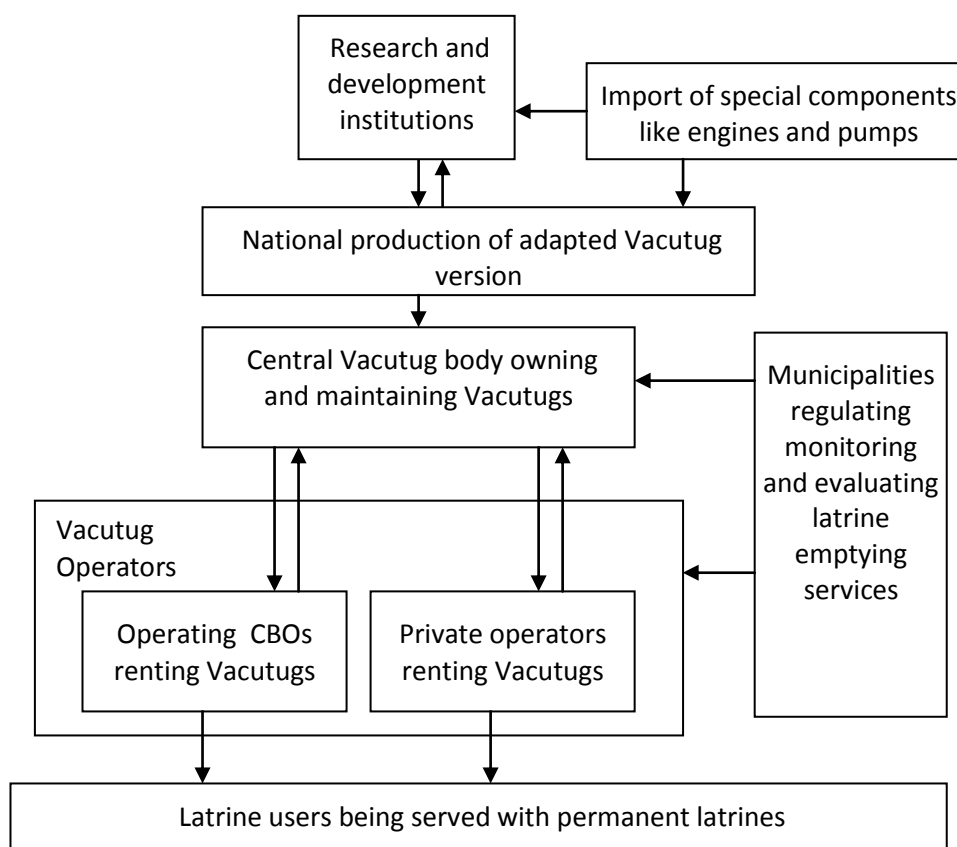 Research and
development
institutions
Import of special components
like engines and pumps
National production of adapted Vacutug
version
Central Vacutug body owning
and maintaining Vacutugs
Municipalities
regulating
monitoring
and evaluating
latrine
emptying
services
Vacutug
Operators
Operating CBOs
renting Vacutugs
Private operators
renting Vacutugs
Latrine users being served with permanent latrines